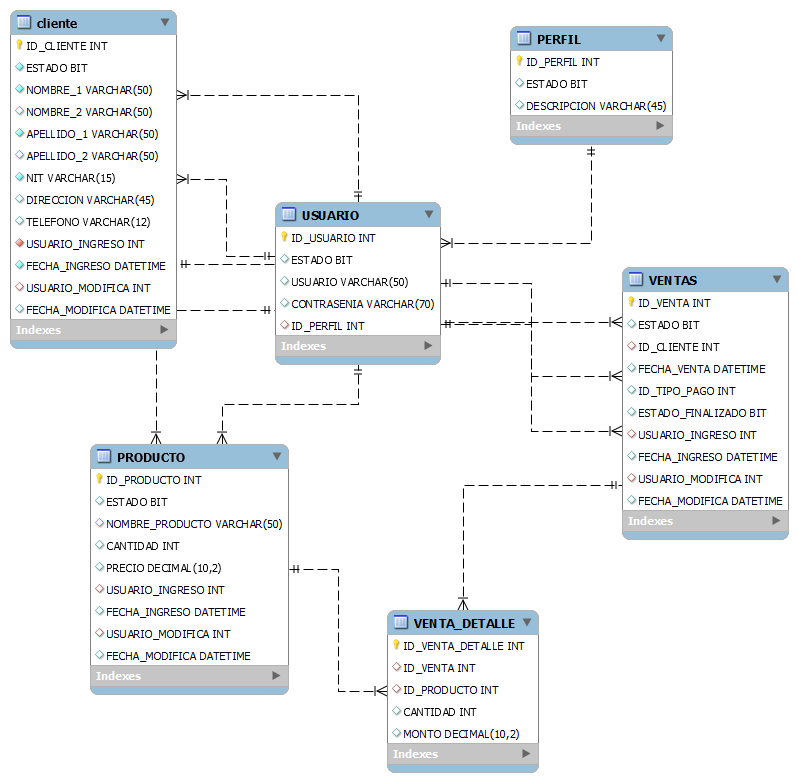 cliente
ID_CLIENTE INT
ESTADO BIT
NOMBRE_1 VARCHAR(50)
NOMBRE_2 VARCHAR(50)
APELLIDO_1 VARCHAR(50)
APELLIDO_2 VARCHAR(50)
NIT VARCHAR(15)
DIRECCION VARCHAR(45)
TELEFONO VARCHAR(12)
USUARIO_INGRESO INT
FECHA_INGRESO DATETIME
USUARIO_MODIFICA INT
FECHA_MODIFICA DATETIME
Indexes
PERFIL
ID_PERFIL INT
ESTADO BIT
DESCRIPCION VARCHAR(45)
Indexes
USUARIO
ID_USUARIO INT
ESTADO BIT
USUARIO VARCHAR(50)
CONTRASENIA VARCHAR(70)
ID_PERFIL INT
Indexes
VENTAS
ID_VENTA INT
ESTADO BIT
ID_CLIENTE INT
FECHA_VENTA DATETIME
ID_TIPO_PAGO INT
ESTADO_FINALIZADO BIT
USUARIO_INGRESO INT
FECHA_INGRESO DATETIME
USUARIO_MODIFICA INT
FECHA_MODIFICA DATETIME
Indexes
PRODUCTO
ID_PRODUCTO INT
ESTADO BIT
NOMBRE_PRODUCTO VARCHAR(50)
CANTIDAD INT
PRECIO DECIMAL(10,2)
USUARIO_INGRESO INT
FECHA_INGRESO DATETIME
USUARIO_MODIFICA INT
FECHA_MODIFICA DATETIME
Indexes
VENTA_DETALLE
ID_VENTA_DETALLE INT
ID_VENTA INT
ID_PRODUCTO INT
CANTIDAD INT
MONTO DECIMAL(10,2)
Indexes